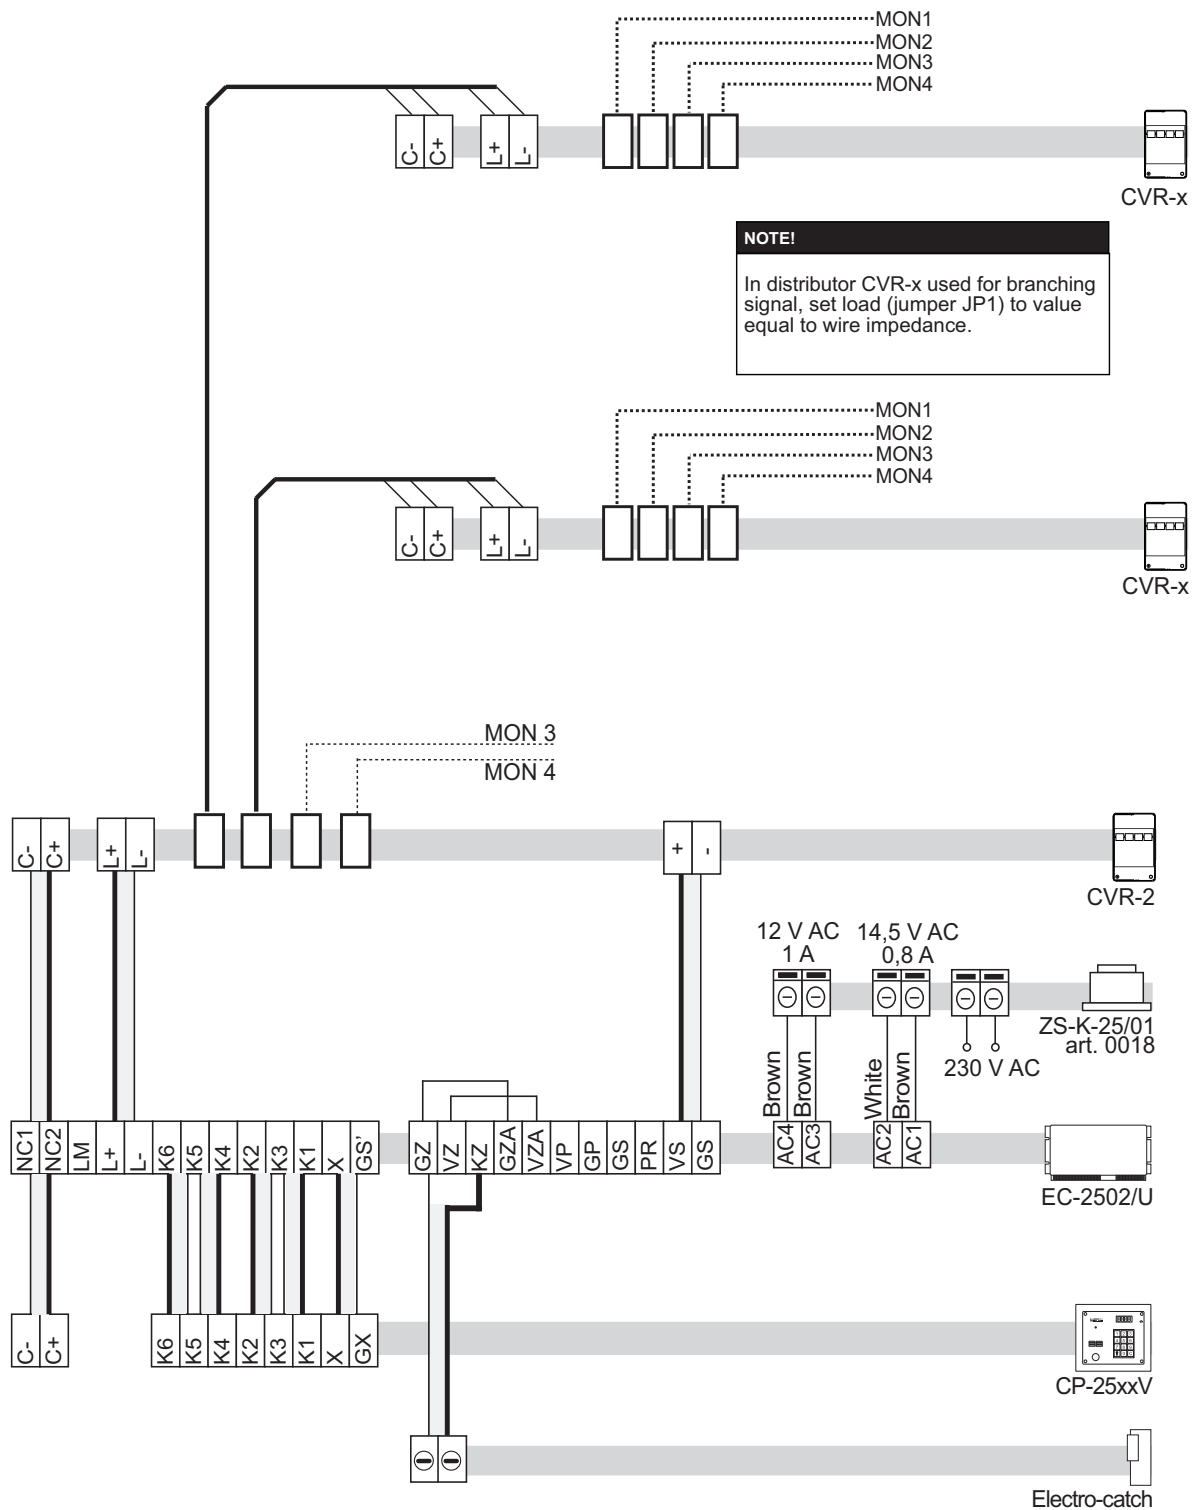 MON1
MON2
MON3
MON4
C- C+ L+ L-
CVR-x
NOTE!
In distributor CVR-x used for branching
signal, set load (jumper JP1) to value
equal to wire impedance.
MON1
MON2
MON3
MON4
C- C+ L+ L-
CVR-x
MON 3
MON 4
C- C+ L+ L- + -
CVR-2
12 V AC
1 A
14,5 V AC
0,8 A
ZS-K-25/01
art. 0018
230 V AC
Brown Brown White Brown
NC1 NC2 LM L+ L- K6 K5 K4 K2 K3 K1 X GS' GZ VZ KZ GZA VZA VP GP GS PR VS GS AC4 AC3 AC2 AC1
EC-2502/U
C- C+ K6 K5 K4 K2 K3 K1 X GX
CP-25xxV
Electro-catch